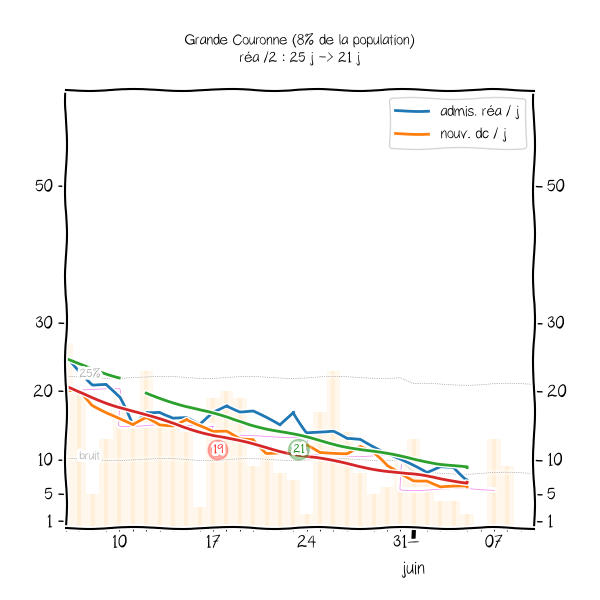 Grande Couronne (8% de la population)
réa /2 : 25 j -> 21 j
admis. réa / j
nouv. dc / j
50 50
30 30
25%
20 20
19 21
bruit
10 10
5 5
1 1
10 17 24 31 07
juin